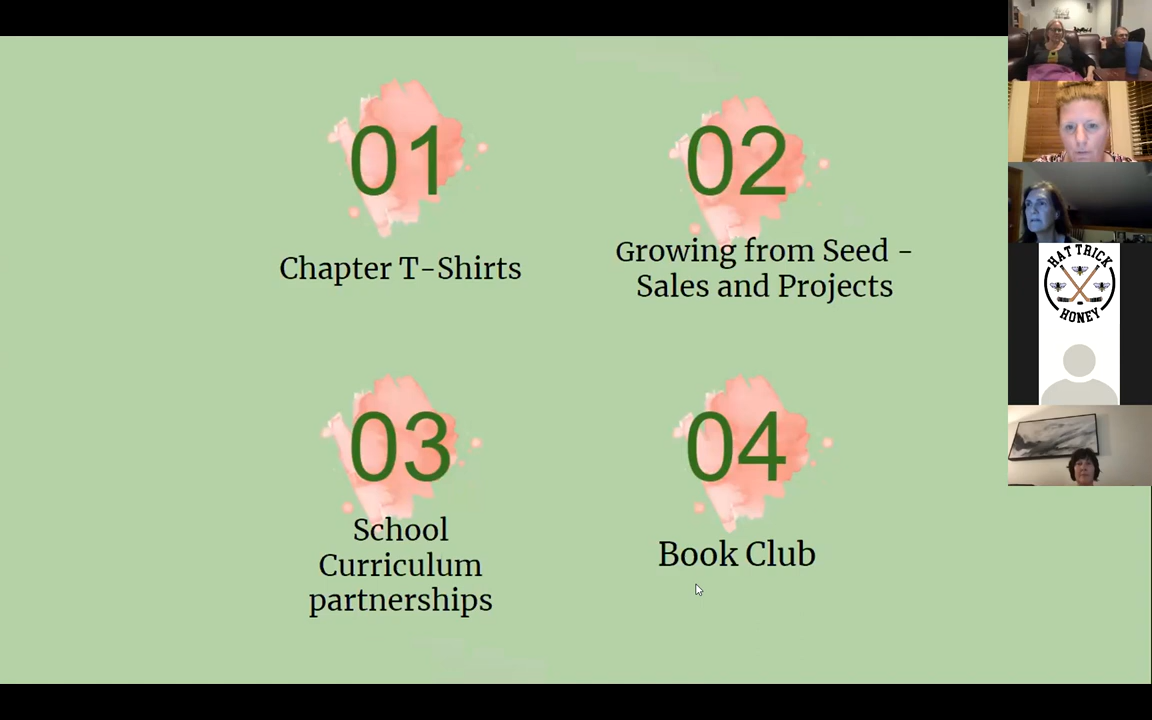 01
Chapter T-Shirts
02
Growing from Seed -
Sales and Projects
03
School
Curriculum
partnerships
04
Book Club
HAT TRICK
HONEY